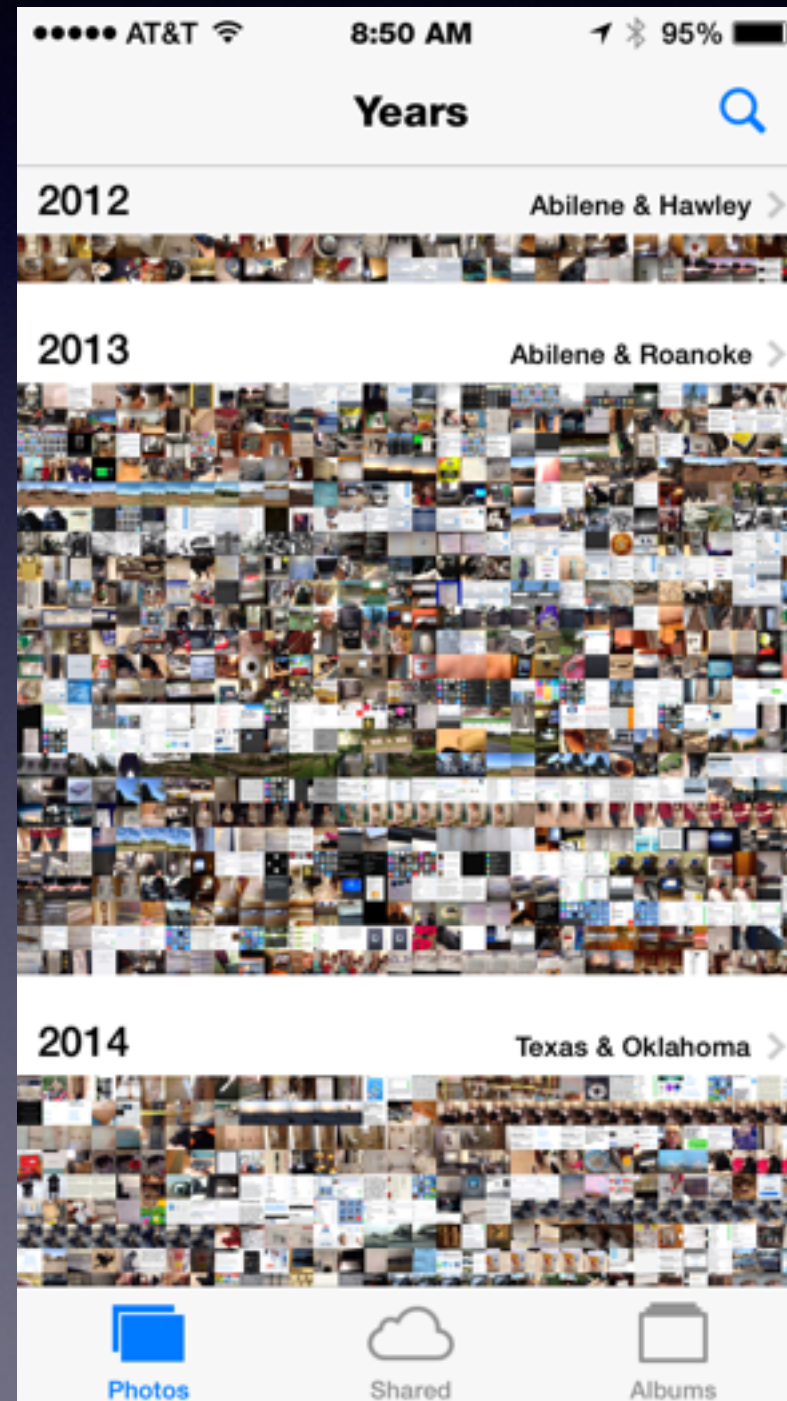 AT&T 8:50 AM 95%
Years
2012 Abilene & Hawley
2013 Abilene & Roanoke
2014 Texas & Oklahoma
Photos Shared Albums